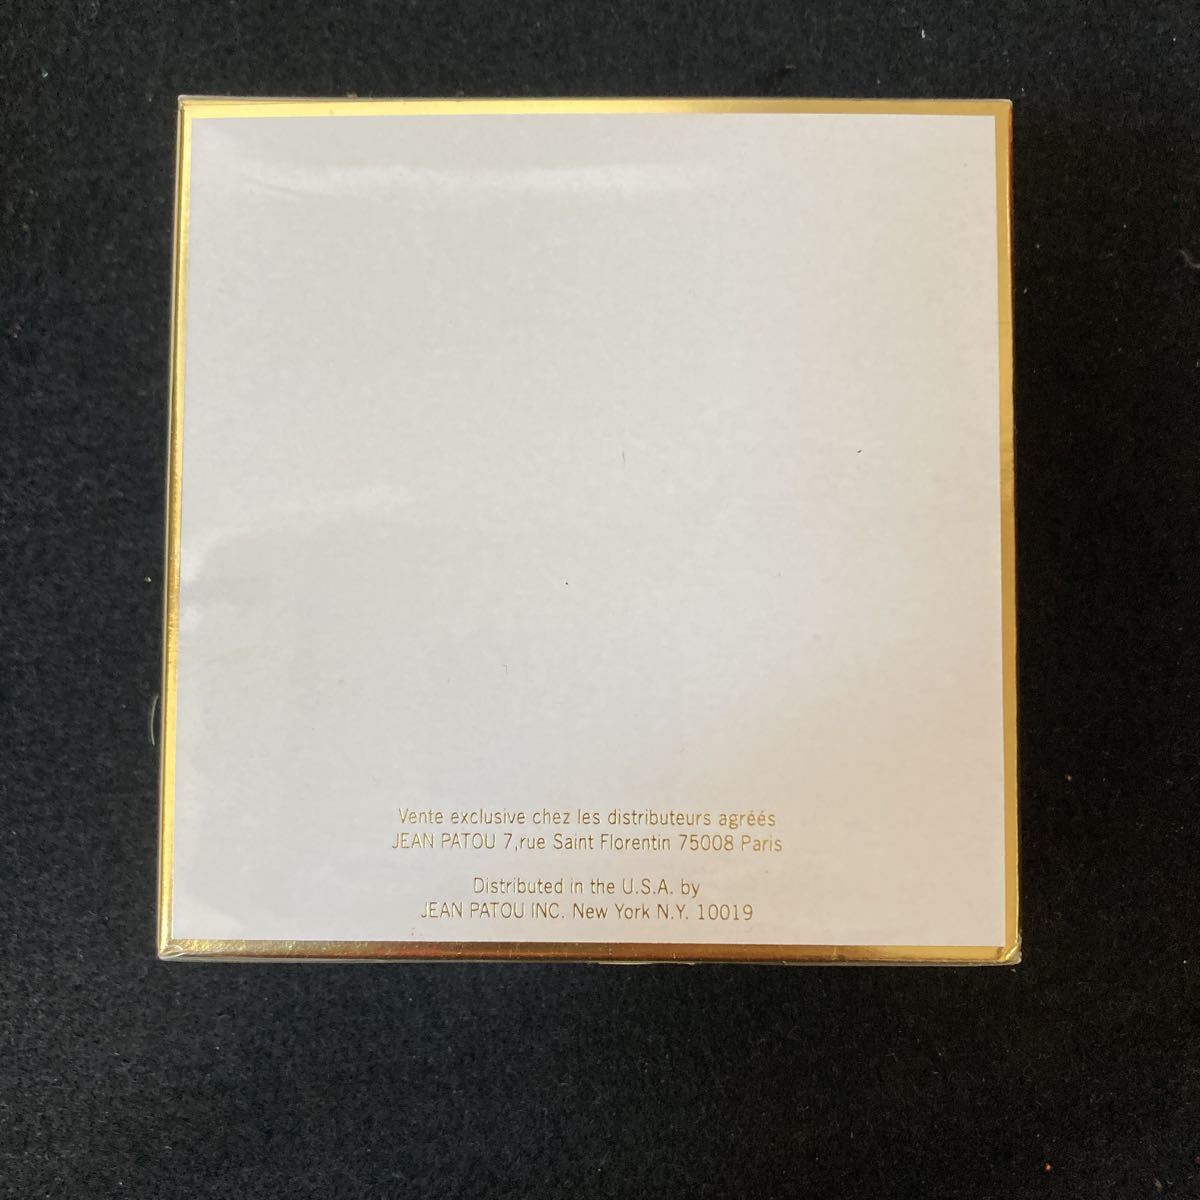 Vente exclusive chez les distributeurs agréés
JEAN PATOU 7,rue Saint Florentin 75008 Paris
Distributed in the U.S.A. by
JEAN PATOU INC. New York N.Y. 10019